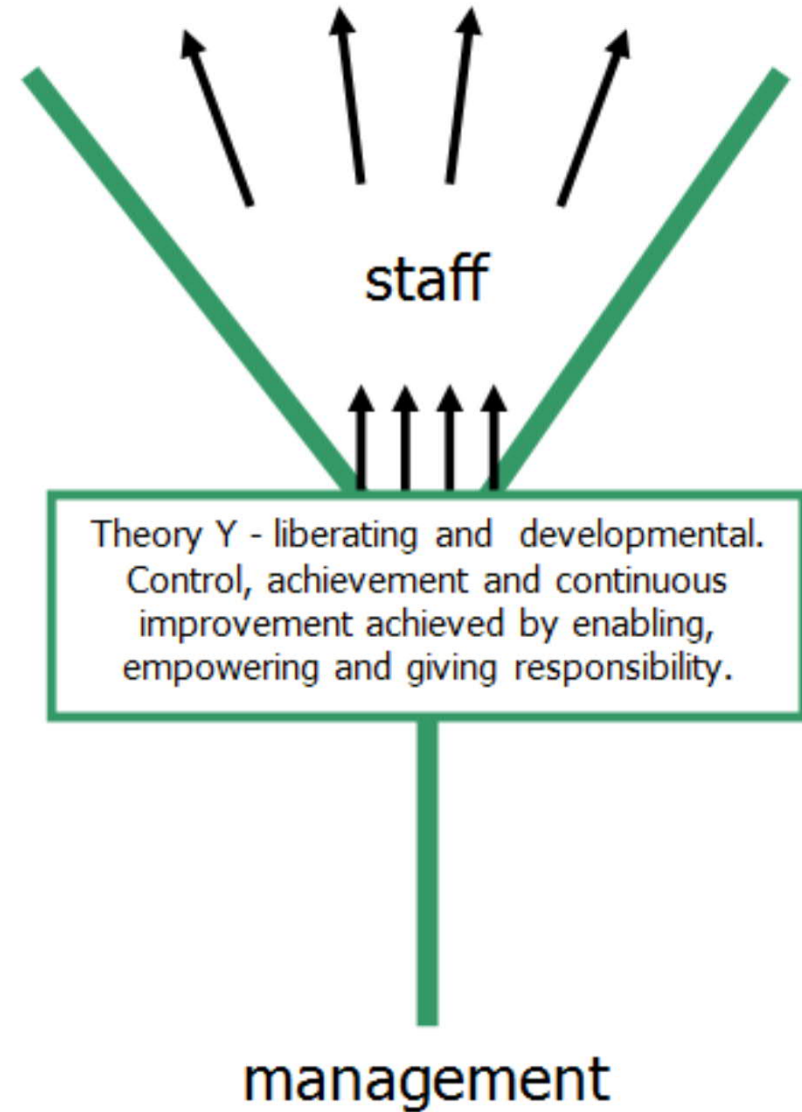 staff
Theory Y - liberating and developmental.
Control, achievement and continuous
improvement achieved by enabling,
empowering and giving responsibility.
management